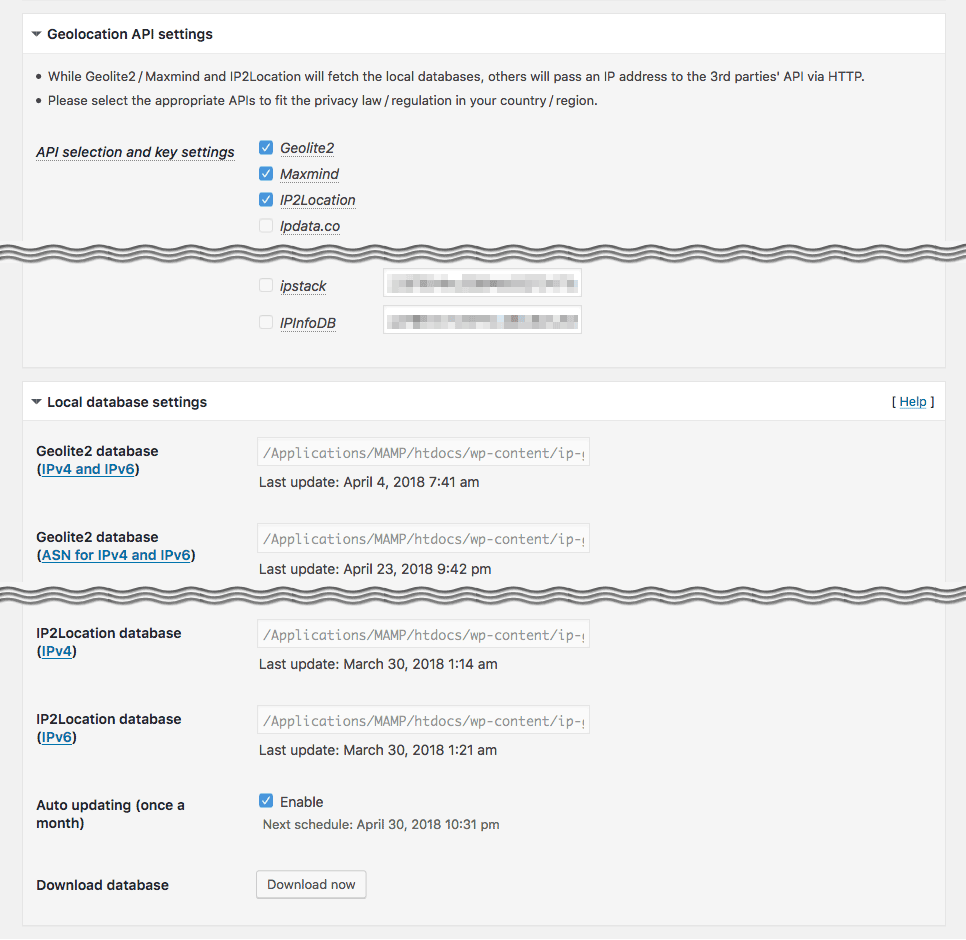 Geolocation API settings
• While Geolite2 / Maxmind and IP2Location will fetch the local databases, others will pass an IP address to the 3rd parties' API via HTTP.
• Please select the appropriate APIs to fit the privacy law / regulation in your country / region.
API selection and key settings
Geolite2
Maxmind
IP2Location
Ipdata.co
ipstack
IPInfoDB
Local database settings
[ Help ]
Geolite2 database
(IPv4 and IPv6)
/Applications/MAMP/htdocs/wp-content/ip-
Last update: April 4, 2018 7:41 am
Geolite2 database
(ASN for IPv4 and IPv6)
/Applications/MAMP/htdocs/wp-content/ip-
Last update: April 23, 2018 9:42 pm
IP2Location database
(IPv4)
/Applications/MAMP/htdocs/wp-content/ip-
Last update: March 30, 2018 1:14 am
IP2Location database
(IPv6)
/Applications/MAMP/htdocs/wp-content/ip-
Last update: March 30, 2018 1:21 am
Auto updating (once a
month)
Enable
Next schedule: April 30, 2018 10:31 pm
Download database
Download now